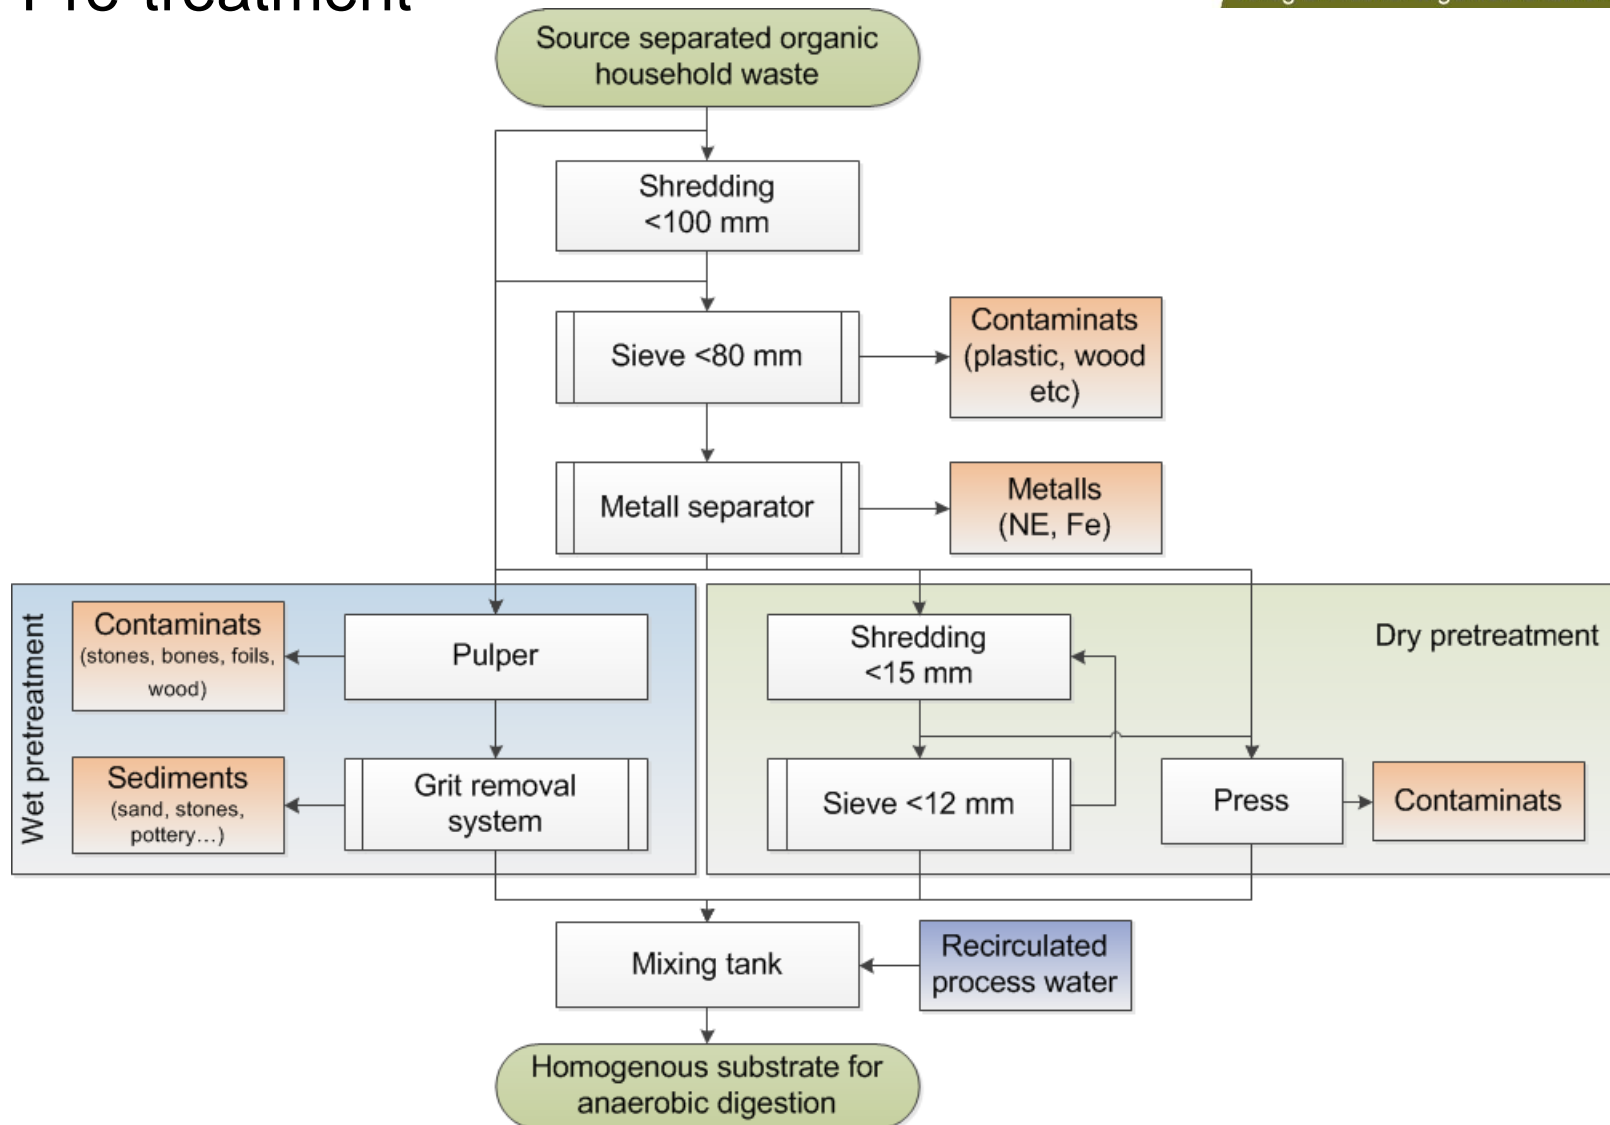 Pre-treatment
Source separated organic
household waste
Shredding
<100 mm
Sieve <80 mm
Contaminats
(plastic, wood
etc)
Metall separator
Metalls
(NE, Fe)
Wet pretreatment
Contaminats
(stones, bones, foils,
wood)
Pulper
Sediments
(sand, stones,
pottery...)
Grit removal
system
Dry pretreatment
Shredding
<15 mm
Sieve <12 mm
Press
Contaminats
Mixing tank
Recirculated
process water
Homogenous substrate for
anaerobic digestion